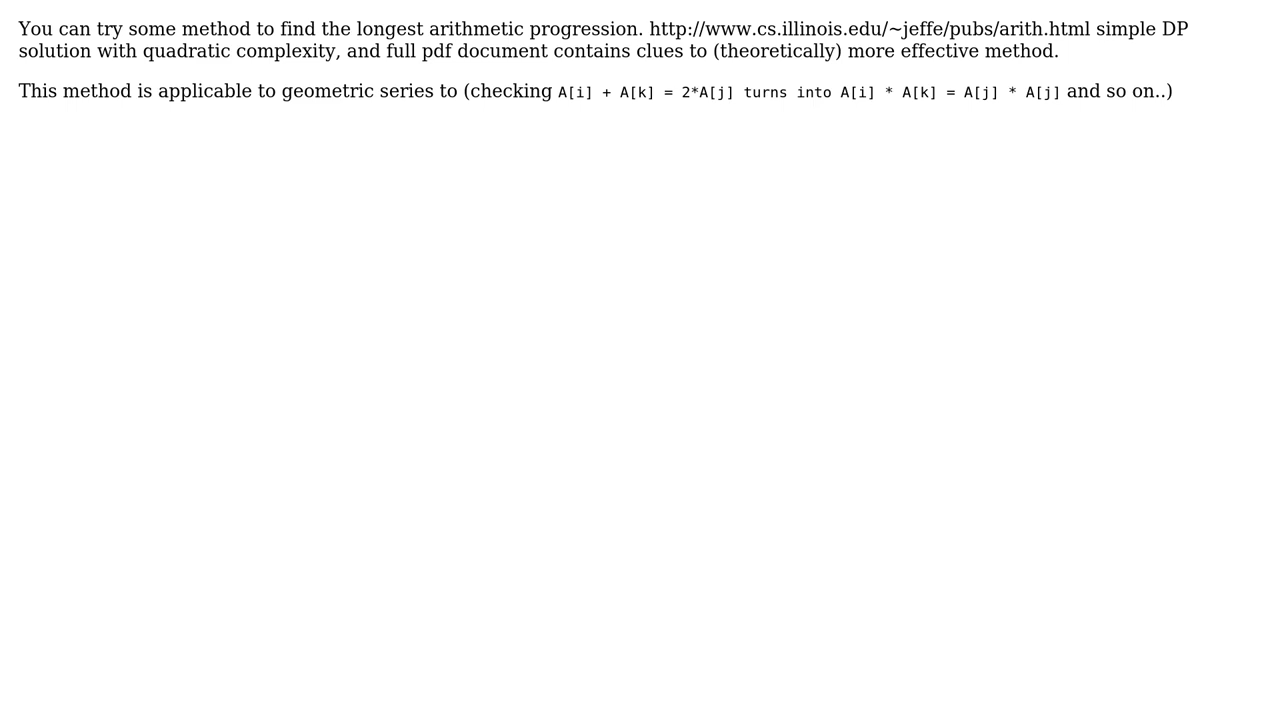 You can try some method to find the longest arithmetic progression. http://www.cs.illinois.edu/~jeffe/pubs/arith.html simple DP
solution with quadratic complexity, and full pdf document contains clues to (theoretically) more effective method.
This method is applicable to geometric series to (checking A[i] + A[k] = 2*A[j] turns into A[i] * A[k] = A[j] * A[j] and so on..)